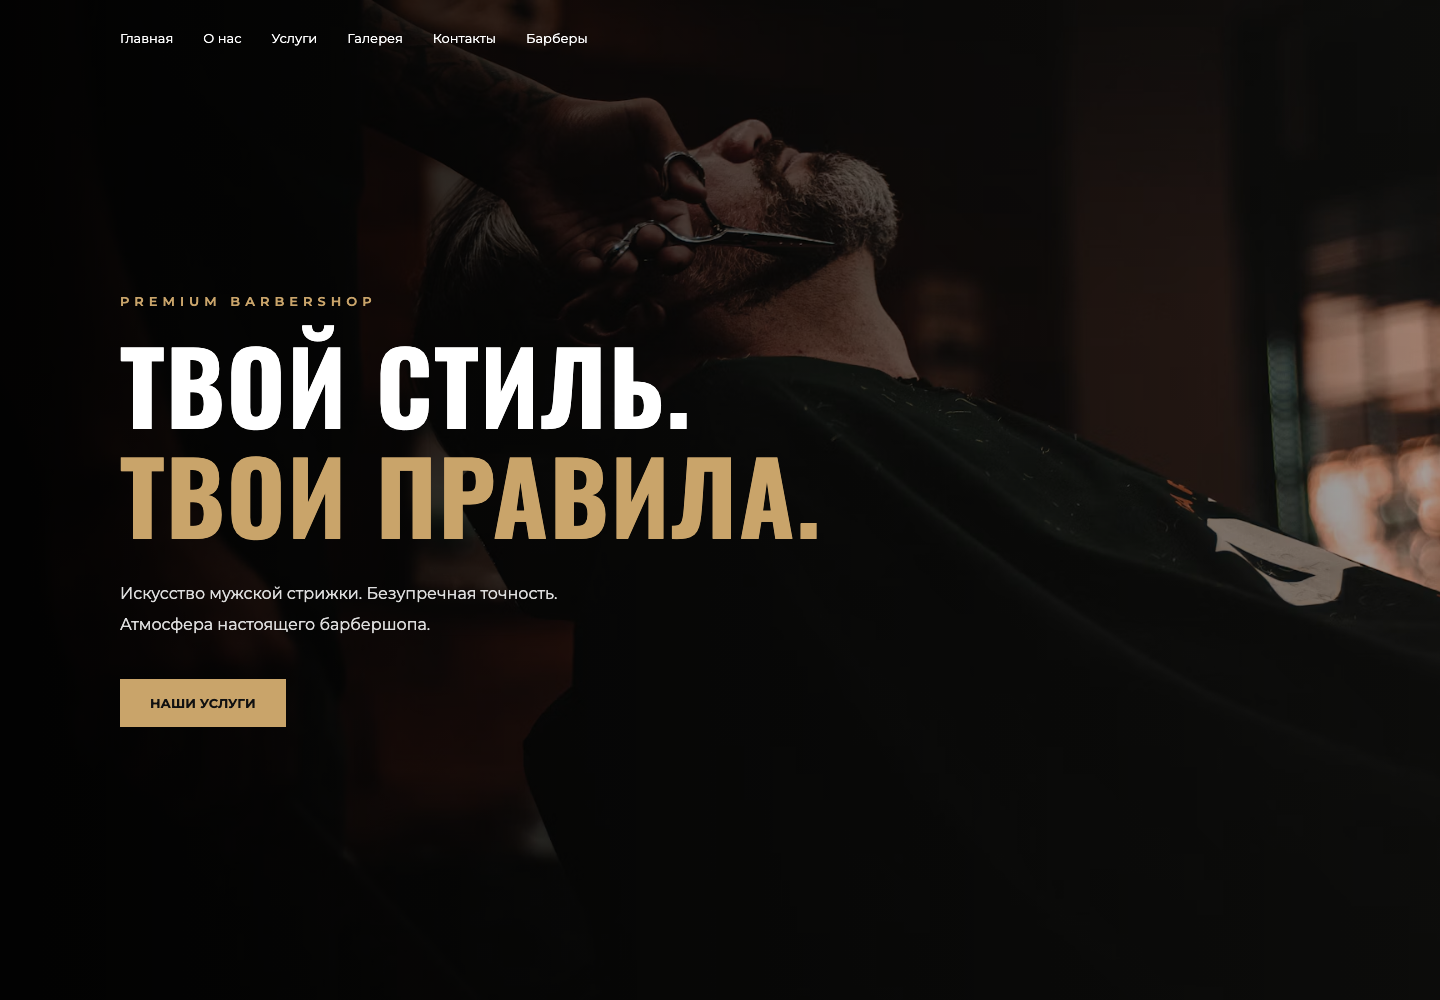 Главная О нас Услуги Галерея Контакты Барберы
PREMIUM BARBERSHOP
ТВОЙ СТИЛЬ.
ТВОИ ПРАВИЛА.
Искусство мужской стрижки. Безупречная точность.
Атмосфера настоящего барбершопа.
НАШИ УСЛУГИ